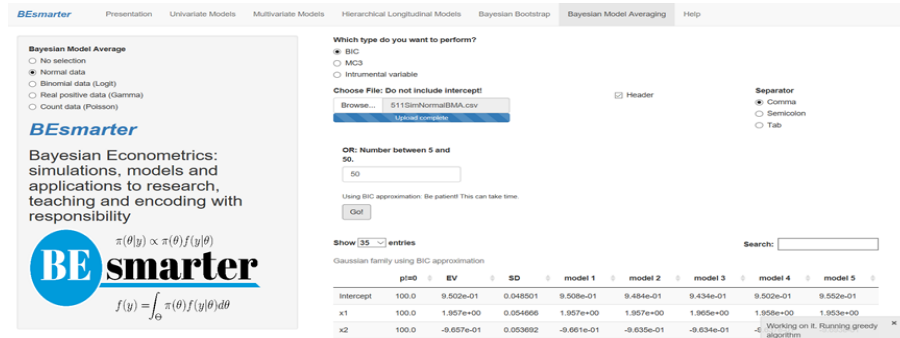 BEsmarter Presentation Univariate Models Multivariate Models Hierarchical Longitudinal Models Bayesian Bootstrap Bayesian Model Averaging Help
Bayesian Model Average
No selection
Normal data
Binomial data (Logit)
Real positive data (Gamma)
Count data (Poisson)
BEsmarter
Bayesian Econometrics:
simulations, models and
applications to research,
teaching and encoding with
responsibility
π(θ|y) ∝ π(θ)f(y|θ)
BE smarter
f(y) = ∫_Θ π(θ)f(y|θ)dθ
Which type do you want to perform?
BIC
MC3
Intrumental variable
Choose File: Do not include intercept!
Browse... 511SimNormalBMA.csv
Upload complete
Header
Separator
Comma
Semicolon
Tab
OR: Number between 5 and
50.
50
Using BIC approximation: Be patient! This can take time.
Go!
Show 35 entries
Search:
Gaussian family using BIC approximation
p!=0 EV SD model 1 model 2 model 3 model 4 model 5
Intercept 100.0 9.502e-01 0.048501 9.508e-01 9.484e-01 9.434e-01 9.502e-01 9.552e-01
x1 100.0 1.957e+00 0.054666 1.957e+00 1.957e+00 1.965e+00 1.958e+00 1.953e+00
x2 100.0 -9.657e-01 0.053692 -9.661e-01 -9.635e-01 -9.634e-01
Working on it. Running greedy
algorithm
×